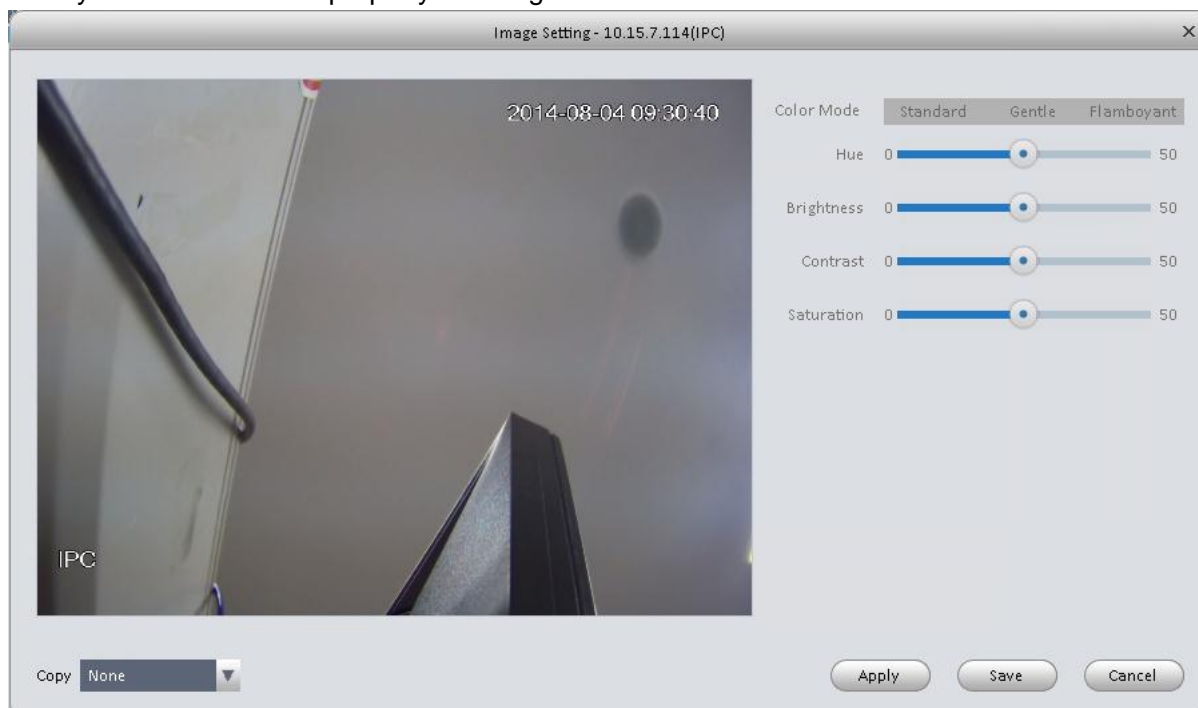 Image Setting - 10.15.7.114(IPC)
2014-08-04 09:30:40
Color Mode Standard Gentle Flamboyant
Hue 0 50
Brightness 0 50
Contrast 0 50
Saturation 0 50
IPC
Copy None Apply Save Cancel